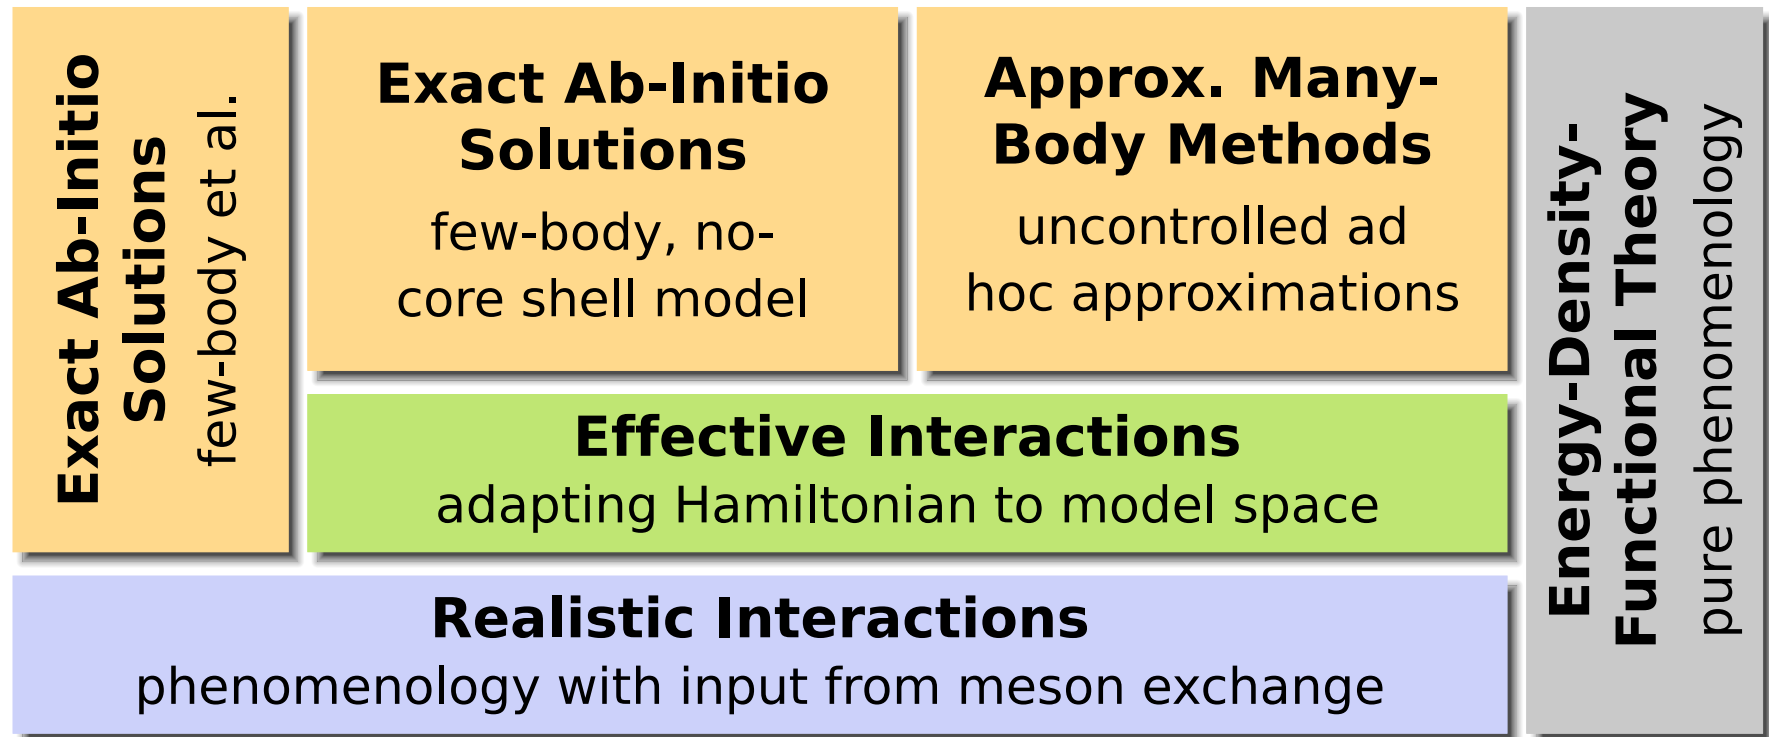 Exact Ab-Initio
Solutions
few-body et al.
Exact Ab-Initio
Solutions
few-body, no-
core shell model
Approx. Many-
Body Methods
uncontrolled ad
hoc approximations
Effective Interactions
adapting Hamiltonian to model space
Realistic Interactions
phenomenology with input from meson exchange
Energy-Density-
Functional Theory
pure phenomenology